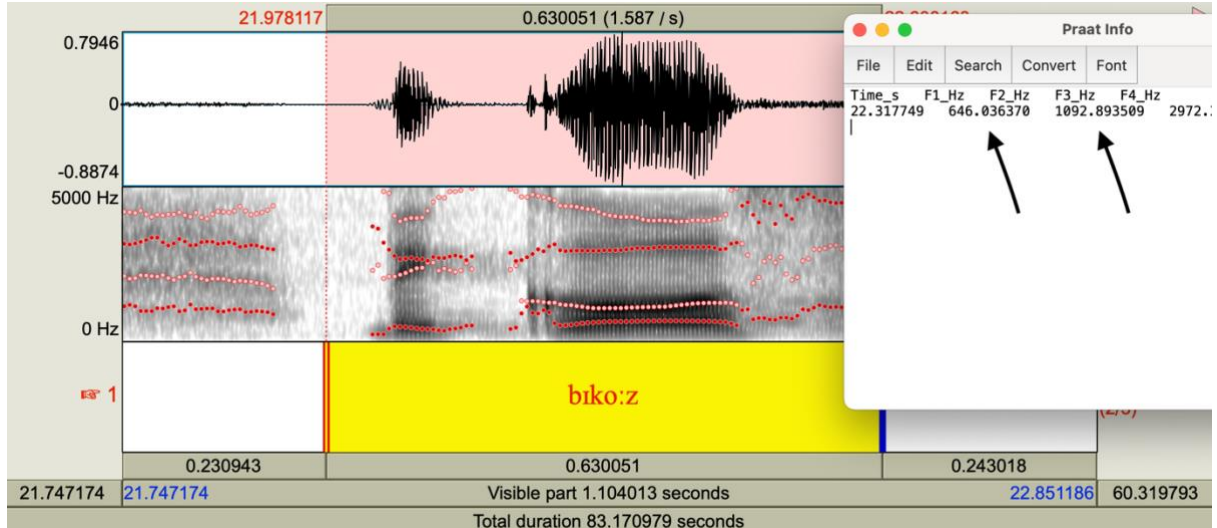 21.978117 0.630051 (1.587 / s)
0.7946
0
-0.8874
5000 Hz
0 Hz
Praat Info
File Edit Search Convert Font
Time_s F1_Hz F2_Hz F3_Hz F4_Hz
22.317749 646.036370 1092.893509 2972.
☞ 1
bɪkoːz
0.230943 0.630051 0.243018
21.747174 21.747174 Visible part 1.104013 seconds 22.851186 60.319793
Total duration 83.170979 seconds